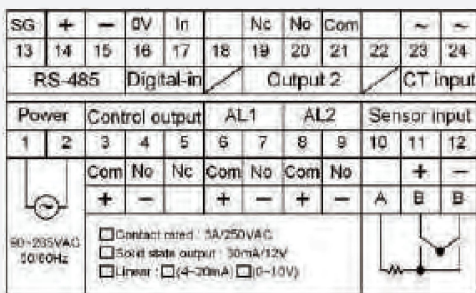 SG + − 0V In Nc No Com ~ ~
13 14 15 16 17 18 19 20 21 22 23 24
RS-485 Digital-in Output 2 CT input
Power Control output AL1 AL2 Sensor input
1 2 3 4 5 6 7 8 9 10 11 12
Com No Nc Com No Com No + −
+ − + − + − A B B
90~265VAC
50/60Hz
Contact rated : 3A/250VAC
Solid state output : 30mA/12V
Linear : (4~20mA) (0~10V)